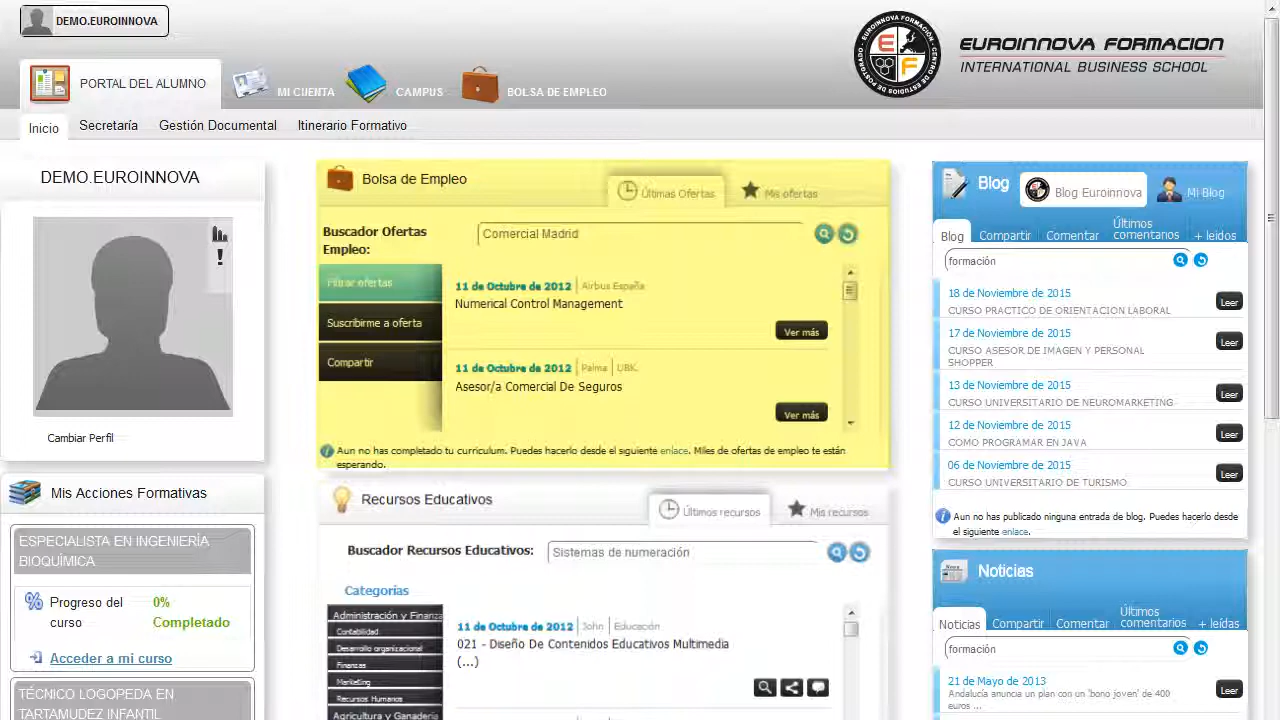 DEMO.EUROINNOVA
EUROINNOVA FORMACION
INTERNATIONAL BUSINESS SCHOOL
EUROINNOVA FORMACIÓN - CENTRO DE ESTUDIOS DE POSTGRADO
E
F
PORTAL DEL ALUMNO
MI CUENTA
CAMPUS
BOLSA DE EMPLEO
Inicio
Secretaría
Gestión Documental
Itinerario Formativo
DEMO EUROINNOVA
Cambiar Perfil
Mis Acciones Formativas
ESPECIALISTA EN INGENIERÍA
BIOQUÍMICA
Progreso del
curso
0%
Completado
Acceder a mi curso
TÉCNICO LOGOPEDA EN
TARTAMUDEZ INFANTIL
Bolsa de Empleo
Últimas Ofertas
Mis ofertas
Buscador Ofertas
Empleo:
Comercial Madrid
Filtrar ofertas
Suscribirme a oferta
Compartir
11 de Octubre de 2012 Airbus España
Numerical Control Management
Ver más
11 de Octubre de 2012 Palma UBK.
Asesor/a Comercial De Seguros
Ver más
Aun no has completado tu curriculum. Puedes hacerlo desde el siguiente enlace. Miles de ofertas de empleo te están
esperando.
Recursos Educativos
Últimos recursos
Mis recursos
Buscador Recursos Educativos:
Sistemas de numeración
Categorías
Administración y Finanza
Contabilidad
Desarrollo organizacional
Finanzas
Marketing
Recursos Humanos
Agricultura y Ganadería
11 de Octubre de 2012 John Educación
021 - Diseño De Contenidos Educativos Multimedia
(...)
Blog
Blog Euroinnova
Mi Blog
Blog
Compartir
Comentar
Últimos
comentarios
+ leídos
formación
18 de Noviembre de 2015
CURSO PRACTICO DE ORIENTACION LABORAL
Leer
17 de Noviembre de 2015
CURSO ASESOR DE IMAGEN Y PERSONAL
SHOPPER
Leer
13 de Noviembre de 2015
CURSO UNIVERSITARIO DE NEUROMARKETING
Leer
12 de Noviembre de 2015
COMO PROGRAMAR EN JAVA
Leer
06 de Noviembre de 2015
CURSO UNIVERSITARIO DE TURISMO
Leer
Aun no has publicado ninguna entrada de blog. Puedes hacerlo desde
el siguiente enlace.
Noticias
Noticias
Compartir
Comentar
Últimos
comentarios
+ leídas
formación
21 de Mayo de 2013
Andalucía anuncia un
de 400
euros ...
Leer